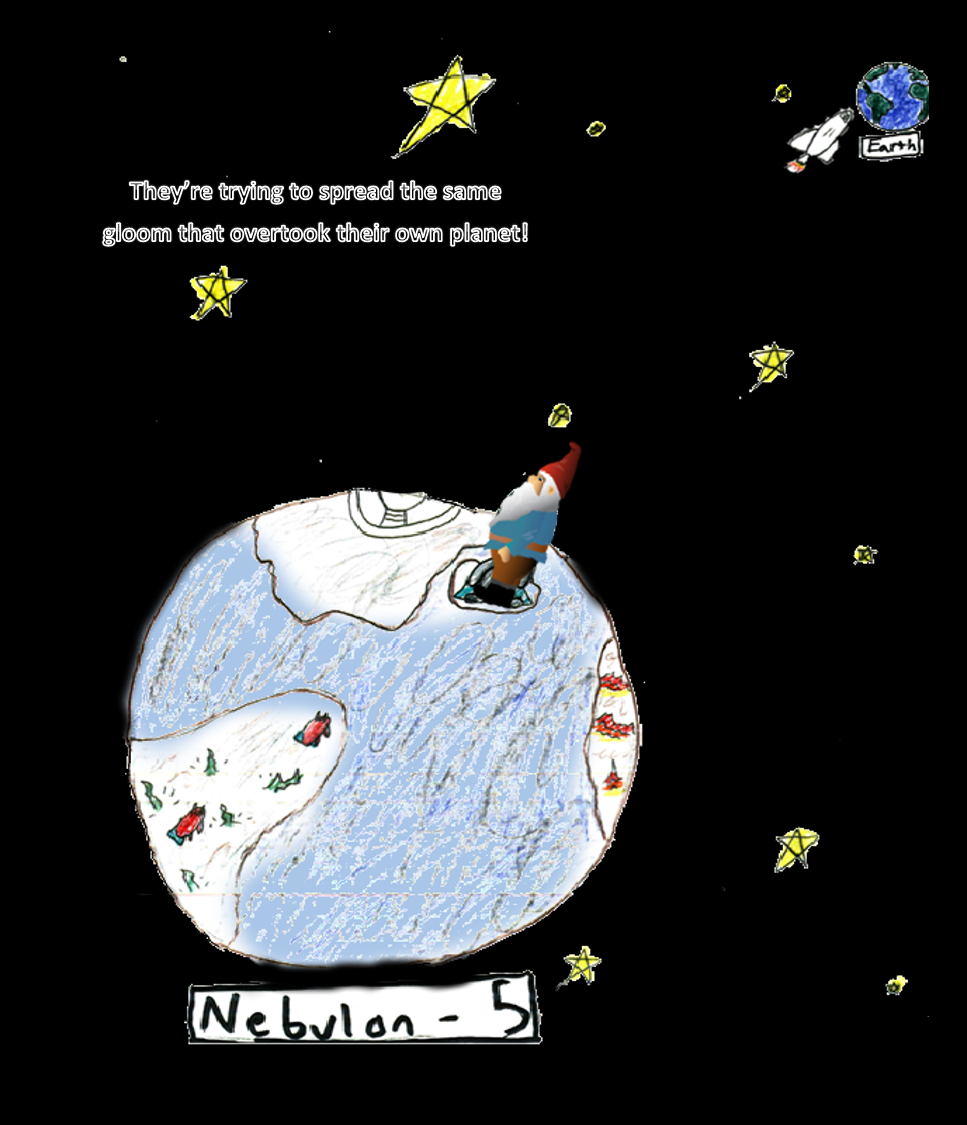 Earth
They're trying to spread the same
gloom that overtook their own planet!
Nebulon - 5